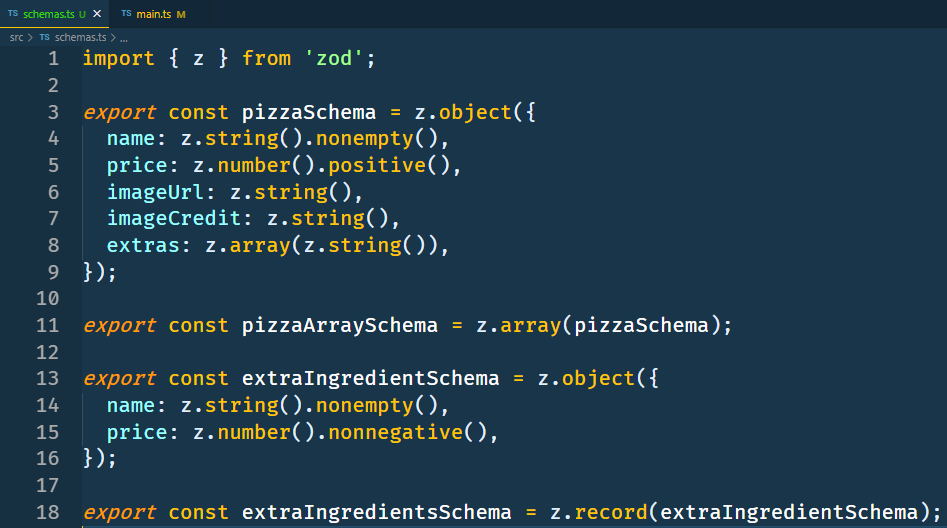 TS schemas.ts U × TS main.ts M
src > TS schemas.ts > ...
1 import { z } from 'zod';
2
3 export const pizzaSchema = z.object({
4   name: z.string().nonempty(),
5   price: z.number().positive(),
6   imageUrl: z.string(),
7   imageCredit: z.string(),
8   extras: z.array(z.string()),
9 });
10
11 export const pizzaArraySchema = z.array(pizzaSchema);
12
13 export const extraIngredientSchema = z.object({
14   name: z.string().nonempty(),
15   price: z.number().nonnegative(),
16 });
17
18 export const extraIngredientsSchema = z.record(extraIngredientSchema);